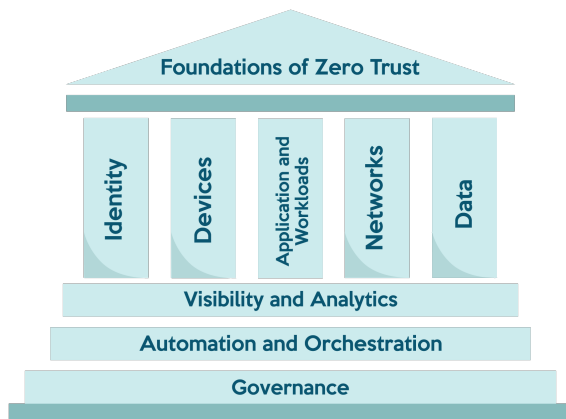 Foundations of Zero Trust
Identity
Devices
Application and
Workloads
Networks
Data
Visibility and Analytics
Automation and Orchestration
Governance